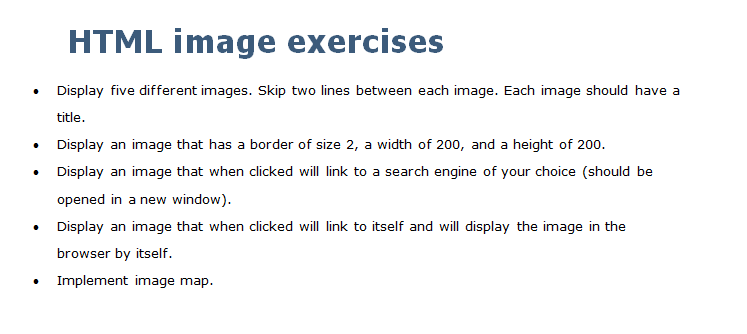 HTML image exercises
• Display five different images. Skip two lines between each image. Each image should have a
title.
• Display an image that has a border of size 2, a width of 200, and a height of 200.
• Display an image that when clicked will link to a search engine of your choice (should be
opened in a new window).
• Display an image that when clicked will link to itself and will display the image in the
browser by itself.
• Implement image map.